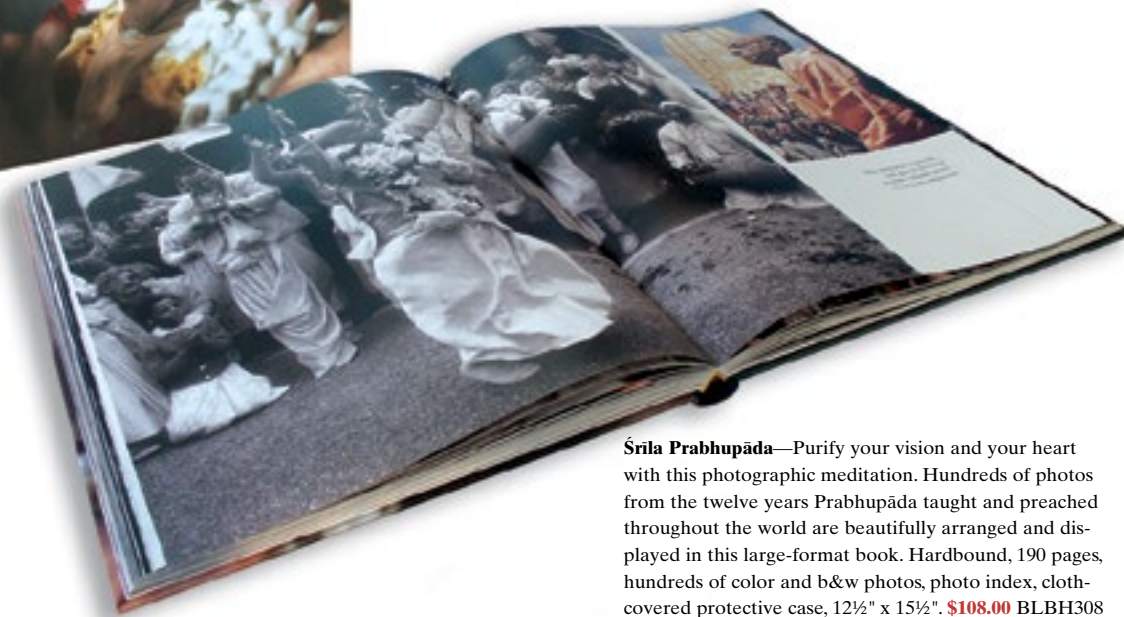 Śrīla Prabhupāda—Purify your vision and your heart
with this photographic meditation. Hundreds of photos
from the twelve years Prabhupāda taught and preached
throughout the world are beautifully arranged and dis-
played in this large-format book. Hardbound, 190 pages,
hundreds of color and b&w photos, photo index, cloth-
covered protective case, 12½" x 15½". $108.00 BLBH308